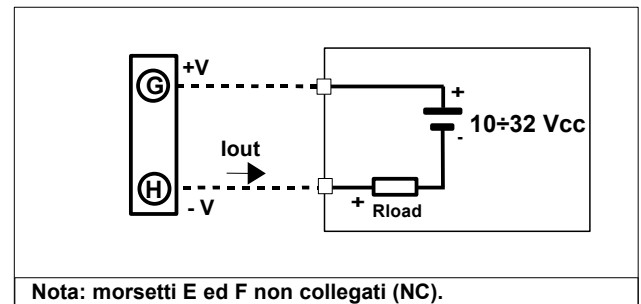 +V
G
+
10÷32 Vcc
-
Iout
H
- V
+
Rload
Nota: morsetti E ed F non collegati (NC).